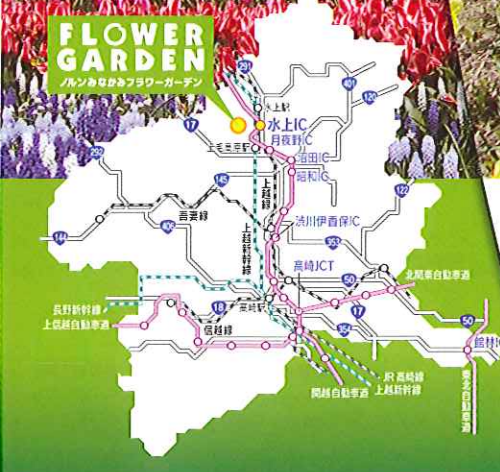 FLOWER
GARDEN
ノルンみなかみフラワーガーデン
291
水上駅
401
120
水上IC
月夜野IC
17
上毛高原駅
沼田IC
昭和IC
292
145
上越線
122
吾妻線
渋川伊香保IC
上越新幹線
144
406
353
高崎JCT
北関東自動車道
50
長野新幹線
18
高崎駅
17
上信越自動車道
信越線
354
50
館林IC
JR高崎線
上越新幹線
関越自動車道
東北自動車道